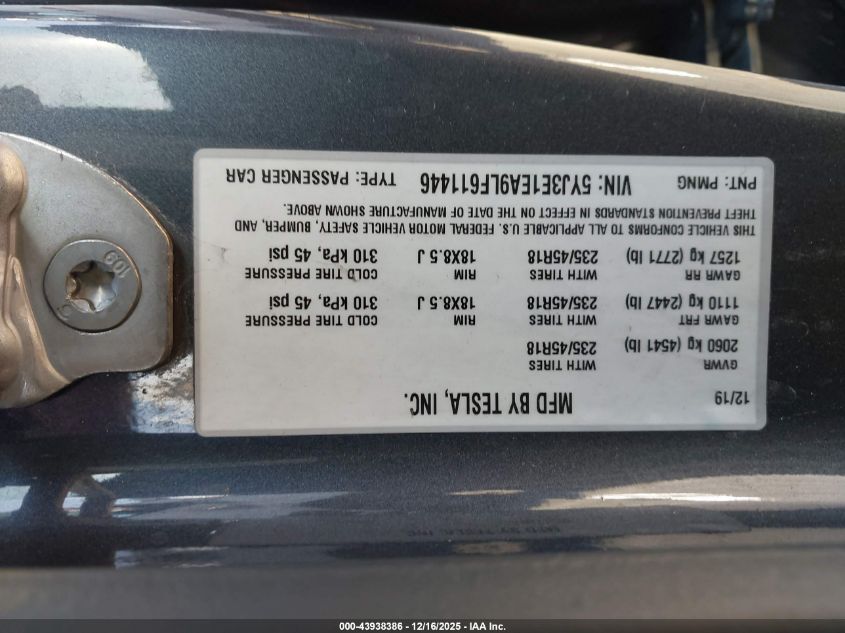 12/19 MFD BY TESLA, INC.
GVWR WITH TIRES
2060 kg (4541 lb) 235/45R18
GAWR FRT WITH TIRES RIM COLD TIRE PRESSURE
1110 kg (2447 lb) 235/45R18 18X8.5 J 310 kPa, 45 psi
GAWR RR WITH TIRES RIM COLD TIRE PRESSURE
1257 kg (2771 lb) 235/45R18 18X8.5 J 310 kPa, 45 psi
THIS VEHICLE CONFORMS TO ALL APPLICABLE U.S. FEDERAL MOTOR VEHICLE SAFETY, BUMPER, AND
THEFT PREVENTION STANDARDS IN EFFECT ON THE DATE OF MANUFACTURE SHOWN ABOVE.
PNT: PMNG VIN: 5YJ3E1EA9LF611446 TYPE: PASSENGER CAR
109
000-43938386 - 12/16/2025 - IAA Inc.